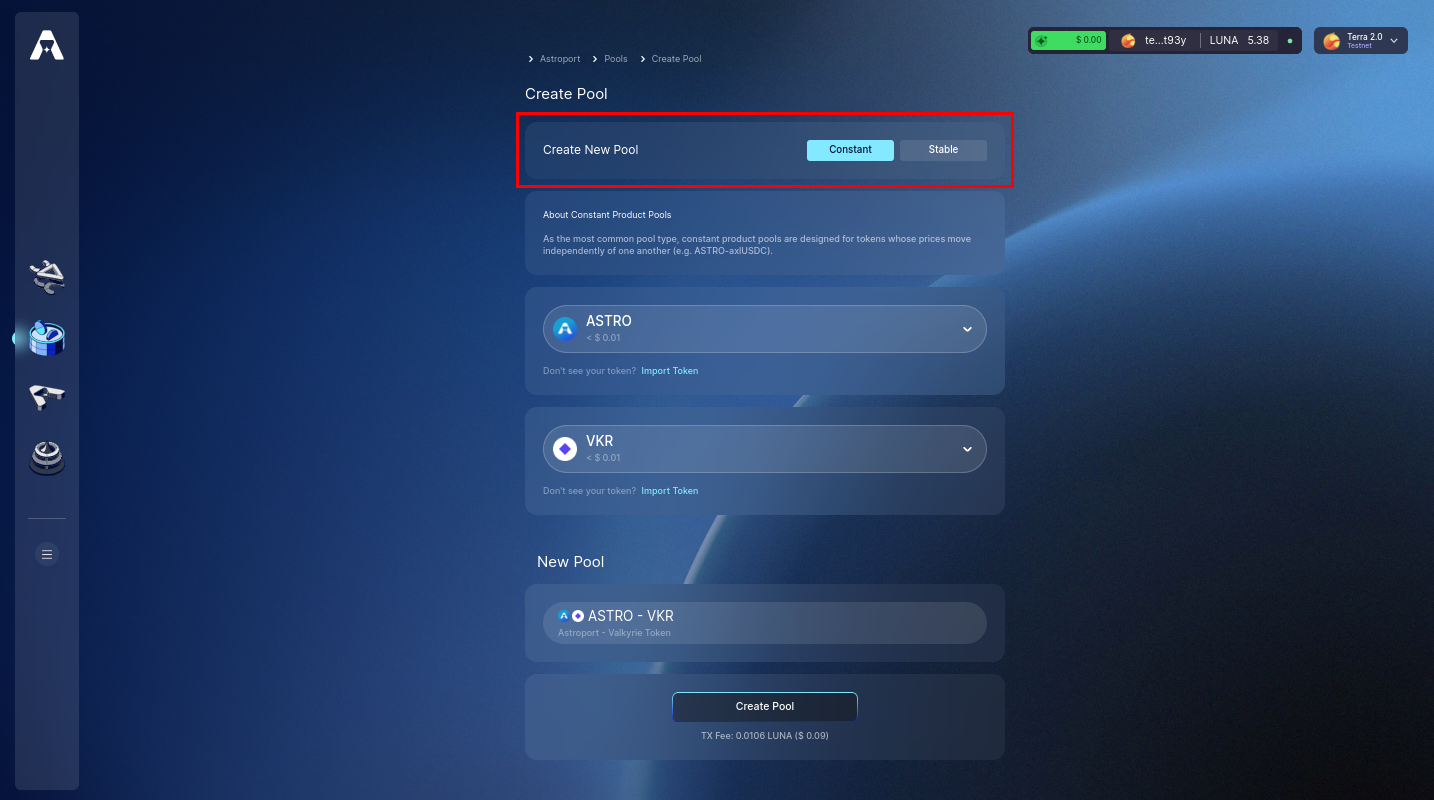 $ 0.00
te...t93y
LUNA 5.38
Terra 2.0
Testnet
Astroport
Pools
Create Pool
Create Pool
Create New Pool
Constant
Stable
About Constant Product Pools
As the most common pool type, constant product pools are designed for tokens whose prices move
independently of one another (e.g. ASTRO-axlUSDC).
ASTRO
< $ 0.01
Don't see your token? Import Token
VKR
< $ 0.01
Don't see your token? Import Token
New Pool
ASTRO - VKR
Astroport - Valkyrie Token
Create Pool
TX Fee: 0.0106 LUNA ($ 0.09)